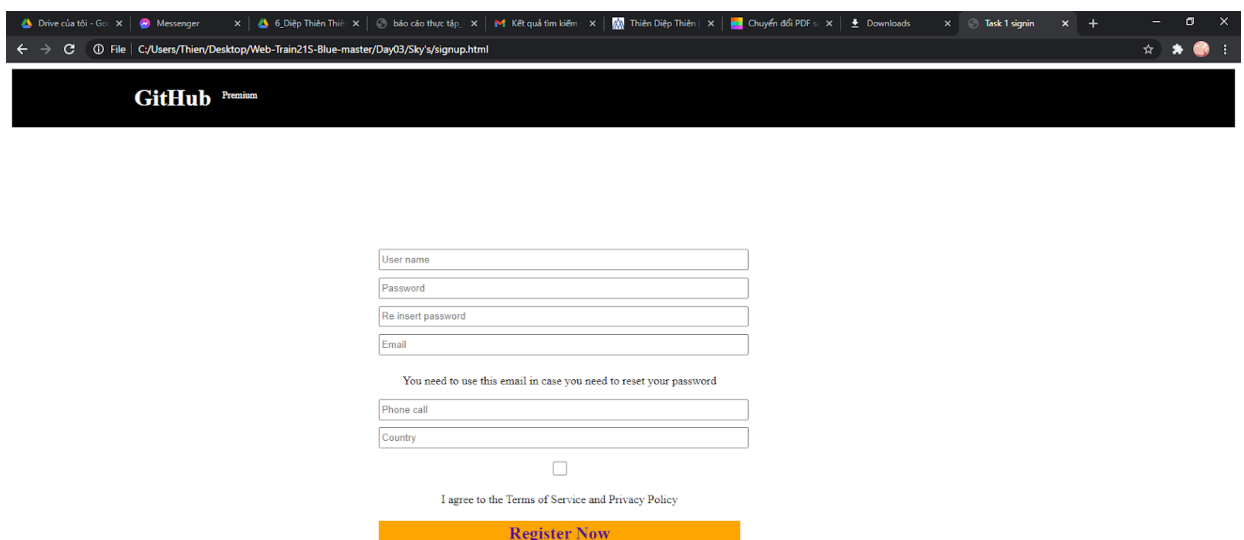 Drive của tôi - Go
Messenger
6_Diệp Thiên Thiê
báo cáo thực tập_
Kết quả tìm kiếm
Thiên Diệp Thiên
Chuyển đổi PDF s
Downloads
Task 1 signin
File | C:/Users/Thien/Desktop/Web-Train21S-Blue-master/Day03/Sky's/signup.html
GitHub Premium
User name
Password
Re insert password
Email
You need to use this email in case you need to reset your password
Phone call
Country
I agree to the Terms of Service and Privacy Policy
Register Now